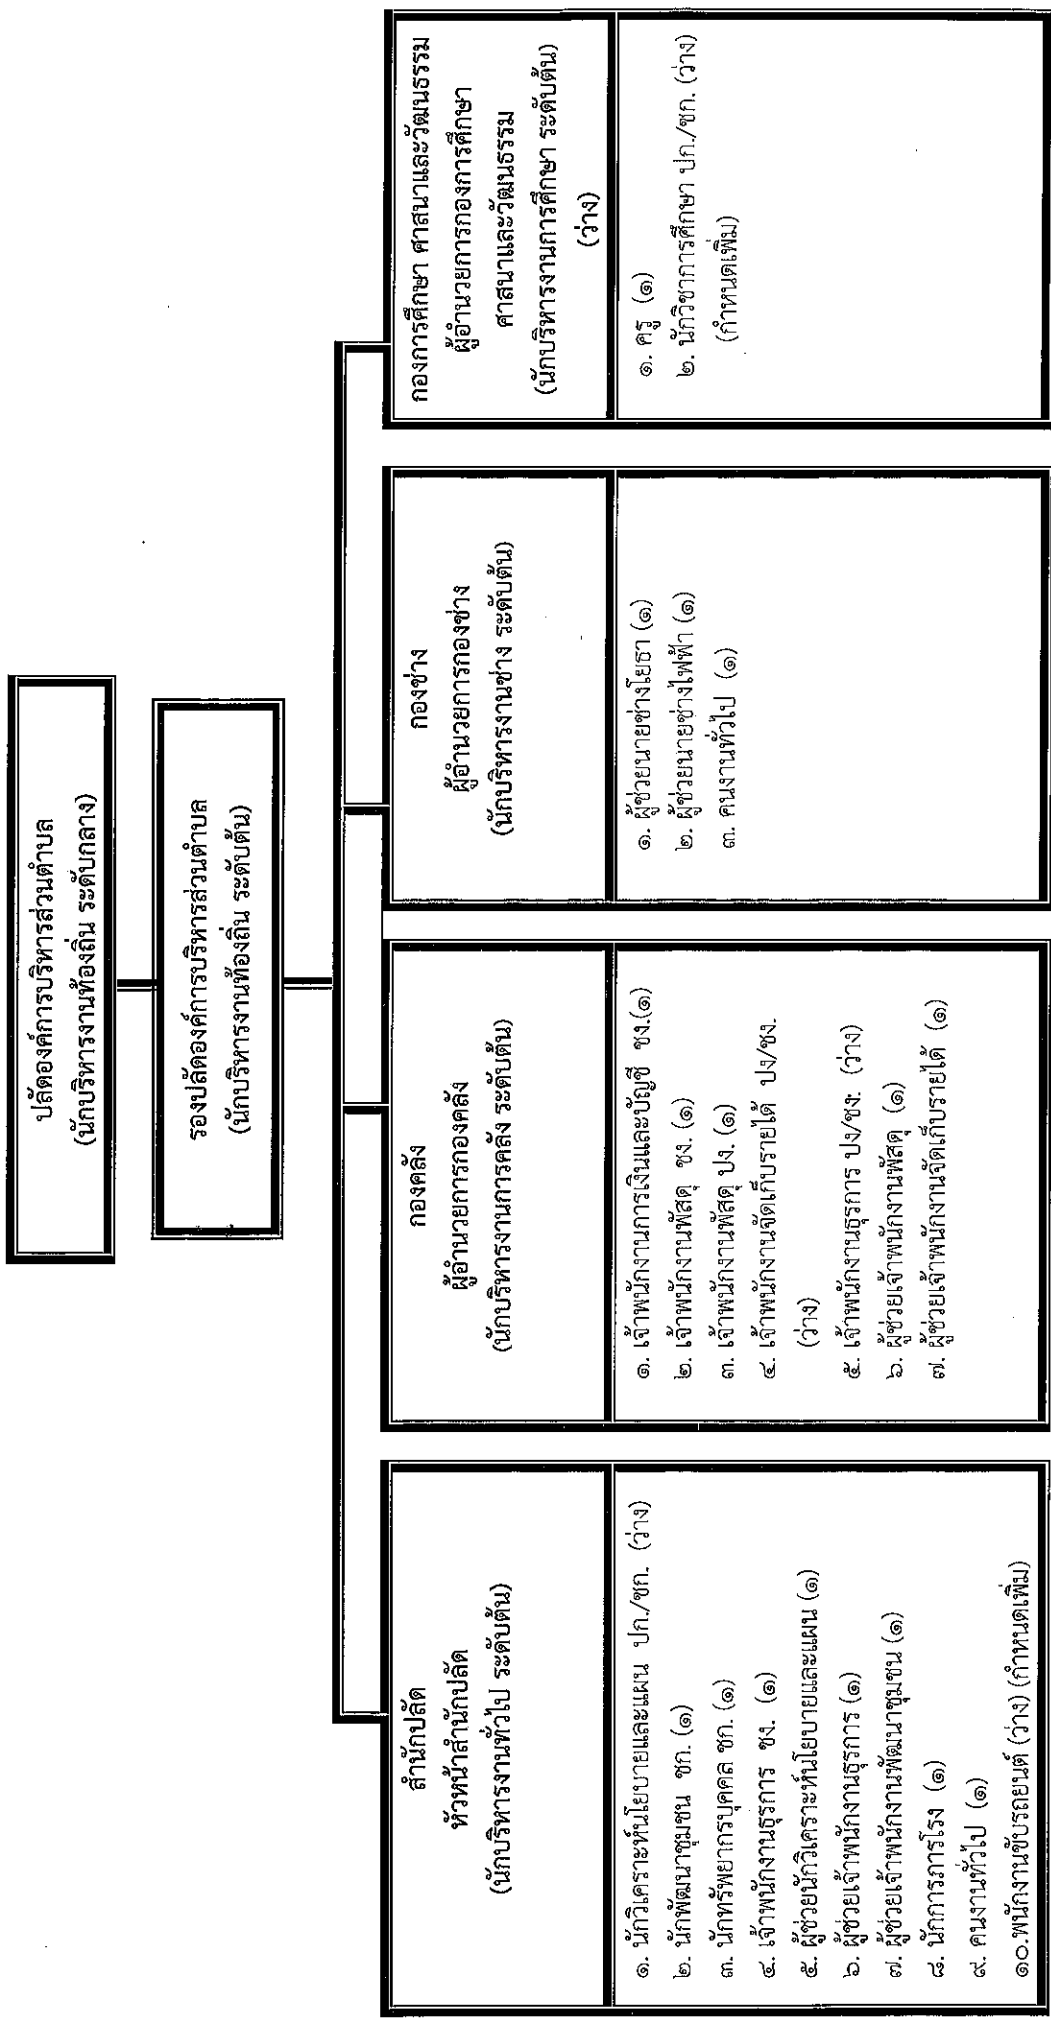 ปลัดองค์การบริหารส่วนตำบล
(นักบริหารงานท้องถิ่น ระดับกลาง)
รองปลัดองค์การบริหารส่วนตำบล
(นักบริหารงานท้องถิ่น ระดับต้น)
สำนักปลัด
หัวหน้าสำนักปลัด
(นักบริหารงานทั่วไป ระดับต้น)
๑. นักวิเคราะห์นโยบายและแผน ปก./ชก. (ว่าง)
๒. นักพัฒนาชุมชน ชก. (๑)
๓. นักทรัพยากรบุคคล ชก. (๑)
๔. เจ้าพนักงานธุรการ ชง. (๑)
๕. ผู้ช่วยนักวิเคราะห์นโยบายและแผน (๑)
๖. ผู้ช่วยเจ้าพนักงานธุรการ (๑)
๗. ผู้ช่วยเจ้าพนักงานพัฒนาชุมชน (๑)
๘. นักการภารโรง (๑)
๙. คนงานทั่วไป (๑)
๑๐.พนักงานขับรถยนต์ (ว่าง) (กำหนดเพิ่ม)
กองคลัง
ผู้อำนวยการกองคลัง
(นักบริหารงานการคลัง ระดับต้น)
๑. เจ้าพนักงานการเงินและบัญชี ชง.(๑)
๒. เจ้าพนักงานพัสดุ ชง. (๑)
๓. เจ้าพนักงานพัสดุ ปง. (๑)
๔. เจ้าพนักงานจัดเก็บรายได้ ปง/ชง.
(ว่าง)
๕. เจ้าพนักงานธุรการ ปง/ชง. (ว่าง)
๖. ผู้ช่วยเจ้าพนักงานพัสดุ (๑)
๗. ผู้ช่วยเจ้าพนักงานจัดเก็บรายได้ (๑)
กองช่าง
ผู้อำนวยการกองช่าง
(นักบริหารงานช่าง ระดับต้น)
๑. ผู้ช่วยนายช่างโยธา (๑)
๒. ผู้ช่วยนายช่างไฟฟ้า (๑)
๓. คนงานทั่วไป (๑)
กองการศึกษา ศาสนาและวัฒนธรรม
ผู้อำนวยการกองการศึกษา
ศาสนาและวัฒนธรรม
(นักบริหารงานการศึกษา ระดับต้น)
(ว่าง)
๑. ครู (๑)
๒. นักวิชาการศึกษา ปก./ชก. (ว่าง)
(กำหนดเพิ่ม)